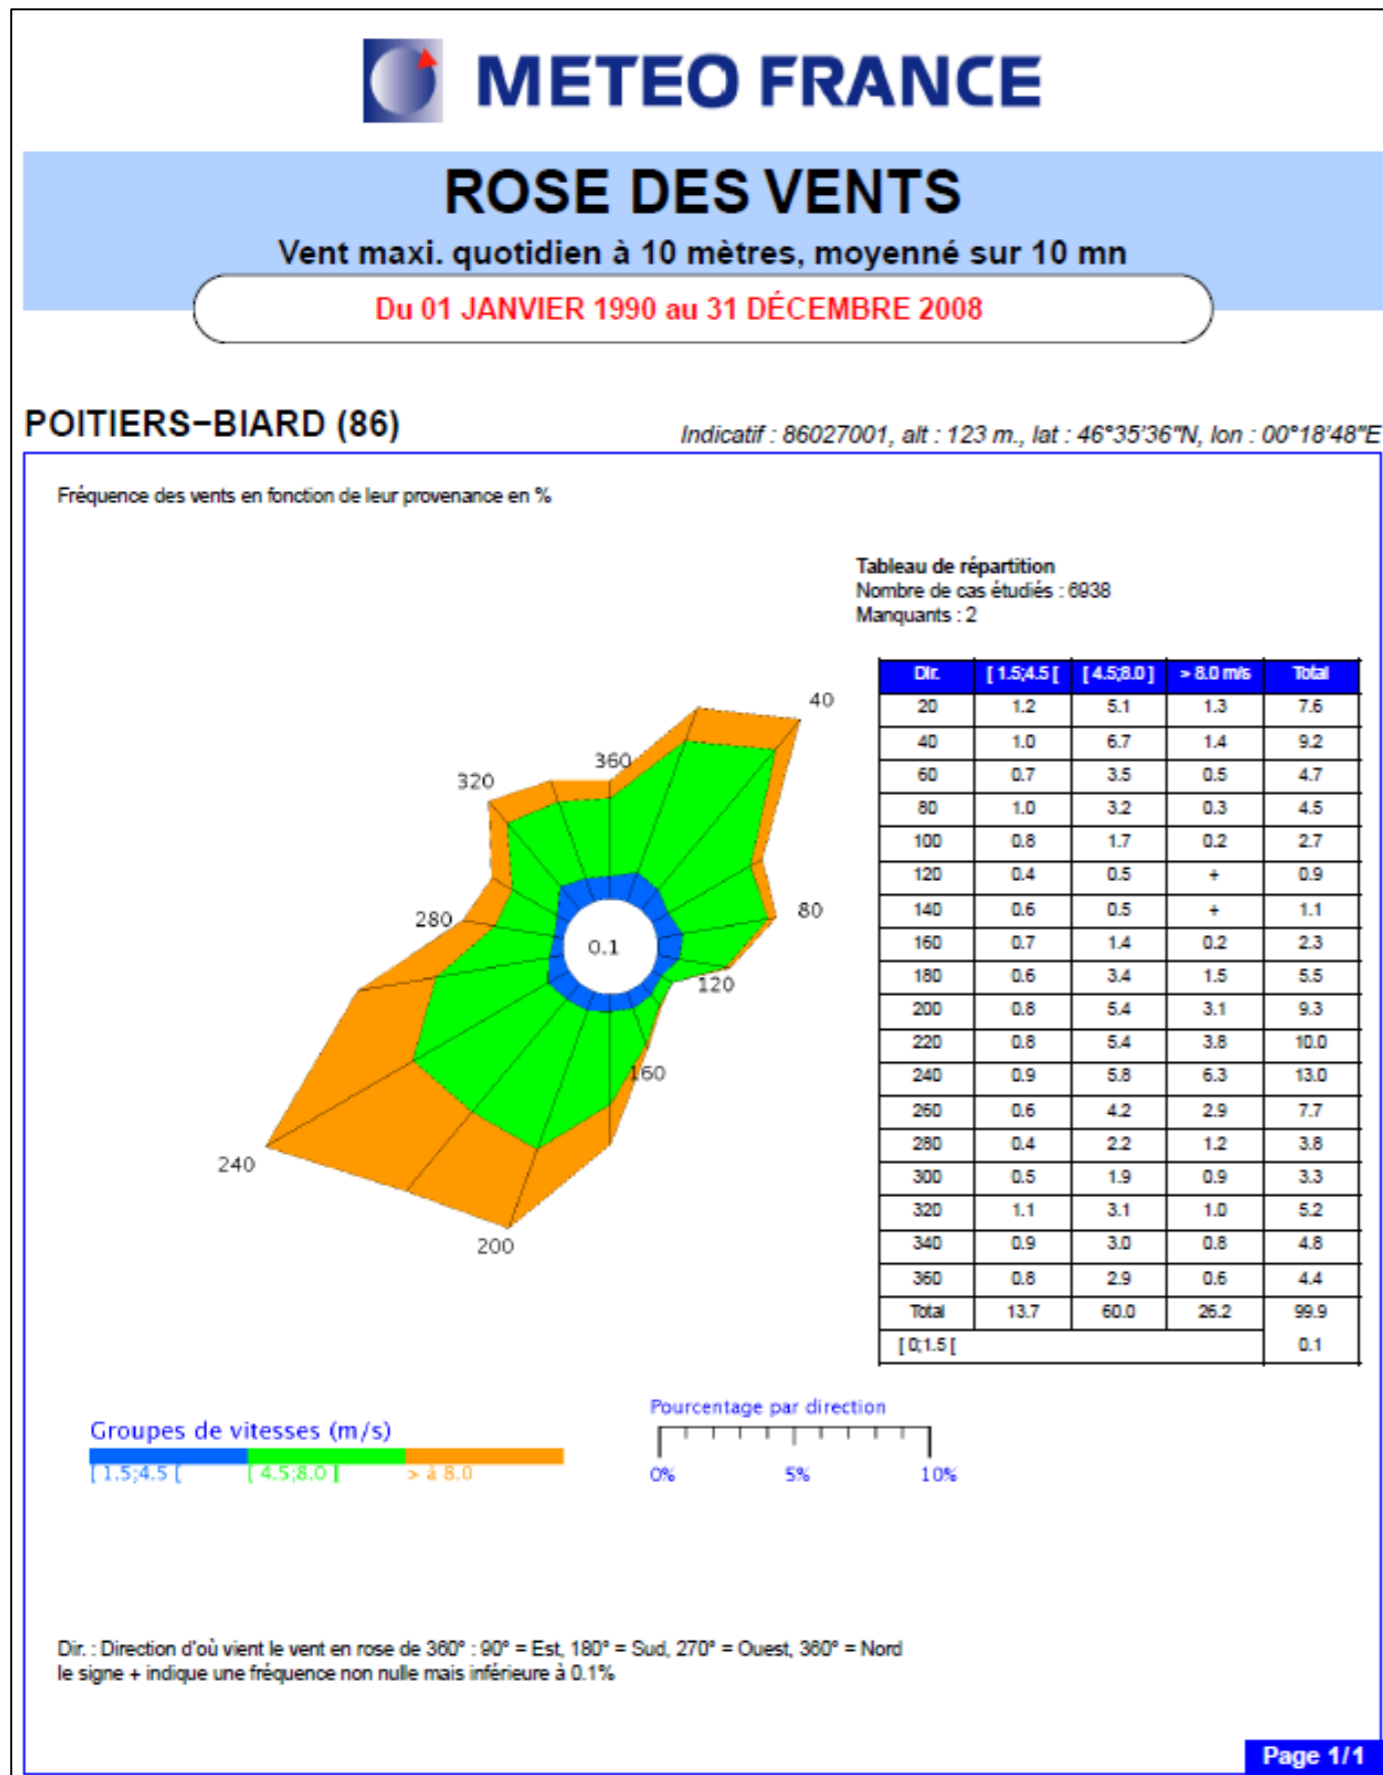 METEO FRANCE
ROSE DES VENTS
Vent maxi. quotidien à 10 mètres, moyenné sur 10 mn
Du 01 JANVIER 1990 au 31 DÉCEMBRE 2008
POITIERS-BIARD (86)
Indicatif : 86027001, alt : 123 m., lat : 46°35'36"N, lon : 00°18'48"E
Fréquence des vents en fonction de leur provenance en %
Tableau de répartition
Nombre de cas étudiés : 6938
Manquants : 2
40
360
320
80
280
0.1
120
160
240
200
Dir. [ 1.5;4.5 [ [ 4.5;8.0 ] > 8.0 m/s Total
20 1.2 5.1 1.3 7.6
40 1.0 6.7 1.4 9.2
60 0.7 3.5 0.5 4.7
80 1.0 3.2 0.3 4.5
100 0.8 1.7 0.2 2.7
120 0.4 0.5 + 0.9
140 0.6 0.5 + 1.1
160 0.7 1.4 0.2 2.3
180 0.6 3.4 1.5 5.5
200 0.8 5.4 3.1 9.3
220 0.8 5.4 3.8 10.0
240 0.9 5.8 6.3 13.0
260 0.6 4.2 2.9 7.7
280 0.4 2.2 1.2 3.8
300 0.5 1.9 0.9 3.3
320 1.1 3.1 1.0 5.2
340 0.9 3.0 0.8 4.8
360 0.8 2.9 0.6 4.4
Total 13.7 60.0 26.2 99.9
[ 0;1.5 [ 0.1
Groupes de vitesses (m/s)
[ 1.5;4.5 [ [ 4.5;8.0 ] > à 8.0
Pourcentage par direction
0% 5% 10%
Dir. : Direction d'où vient le vent en rose de 360° : 90° = Est, 180° = Sud, 270° = Ouest, 360° = Nord
le signe + indique une fréquence non nulle mais inférieure à 0.1%
Page 1/1